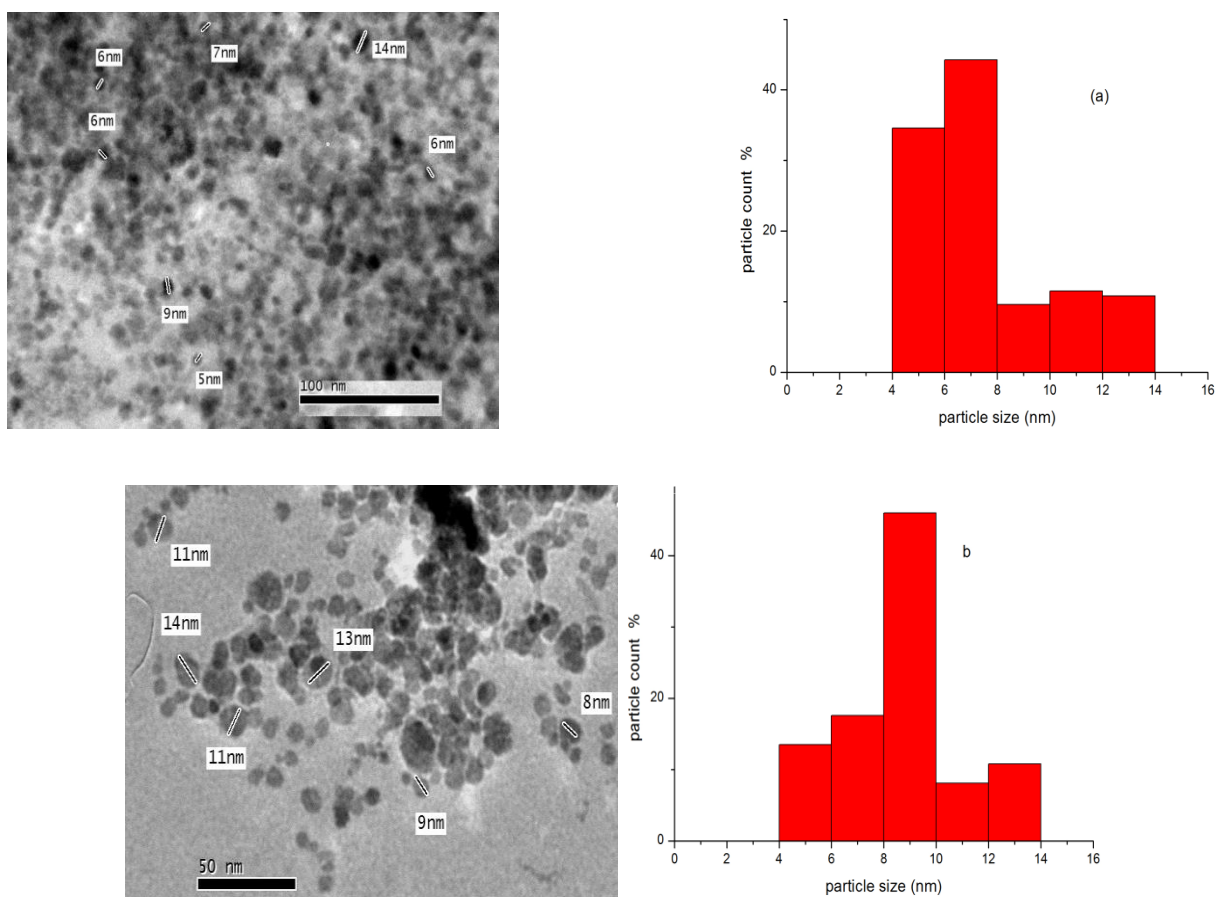 7nm
14nm
6nm
6nm
6nm
9nm
5nm
100 nm
(a)
particle count %
40
20
0
0 2 4 6 8 10 12 14 16
particle size (nm)
11nm
14nm
13nm
8nm
11nm
9nm
50 nm
b
particle count %
40
20
0
0 2 4 6 8 10 12 14 16
particle size (nm)